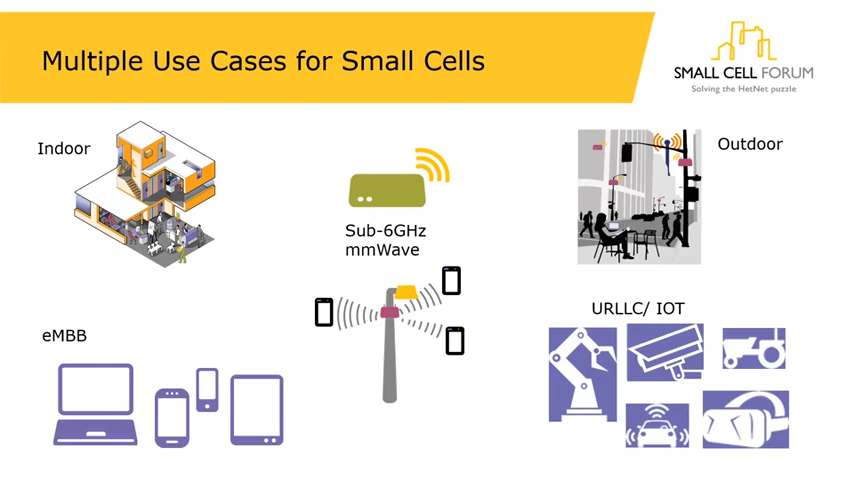 Multiple Use Cases for Small Cells
SMALL CELL FORUM
Solving the HetNet puzzle
Indoor
Outdoor
Sub-6GHz
mmWave
URLLC/ IOT
eMBB